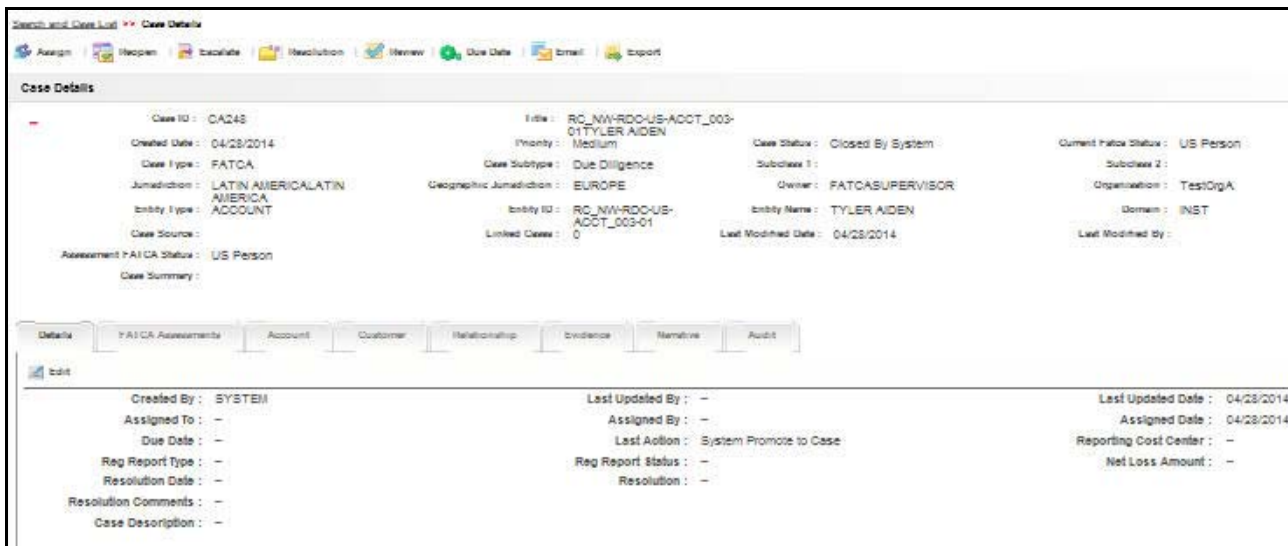 Search and Case List >> Case Details
Assign Reopen Escalate Resolution Review Due Date Email Export
Case Details
Case ID : CA248 Title : RC_NW-RDC-US-ACCT_003-01TYLER AIDEN
Created Date : 04/28/2014 Priority : Medium Case Status : Closed By System Current Fatca Status : US Person
Case Type : FATCA Case Subtype : Due Diligence Subclass 1 : Subclass 2 :
Jurisdiction : LATIN AMERICALATIN AMERICA Geographic Jurisdiction : EUROPE Owner : FATCASUPERVISOR Organisation : TestOrgA
Entity Type : ACCOUNT Entity ID : RC_NW-RDC-US-ACCT_003-01 Entity Name : TYLER AIDEN Domain : INST
Case Source : Linked Cases : 0 Last Modified Date : 04/28/2014 Last Modified By :
Assessment FATCA Status : US Person
Case Summary :
Details FATCA Assessments Account Customer Relationship Evidence Narrative Audit
Edit
Created By : SYSTEM Last Updated By : – Last Updated Date : 04/28/2014
Assigned To : – Assigned By : – Assigned Date : 04/28/2014
Due Date : – Last Action : System Promote to Case Reporting Cost Center : –
Reg Report Type : – Reg Report Status : – Net Loss Amount : –
Resolution Date : – Resolution : –
Resolution Comments : –
Case Description : –